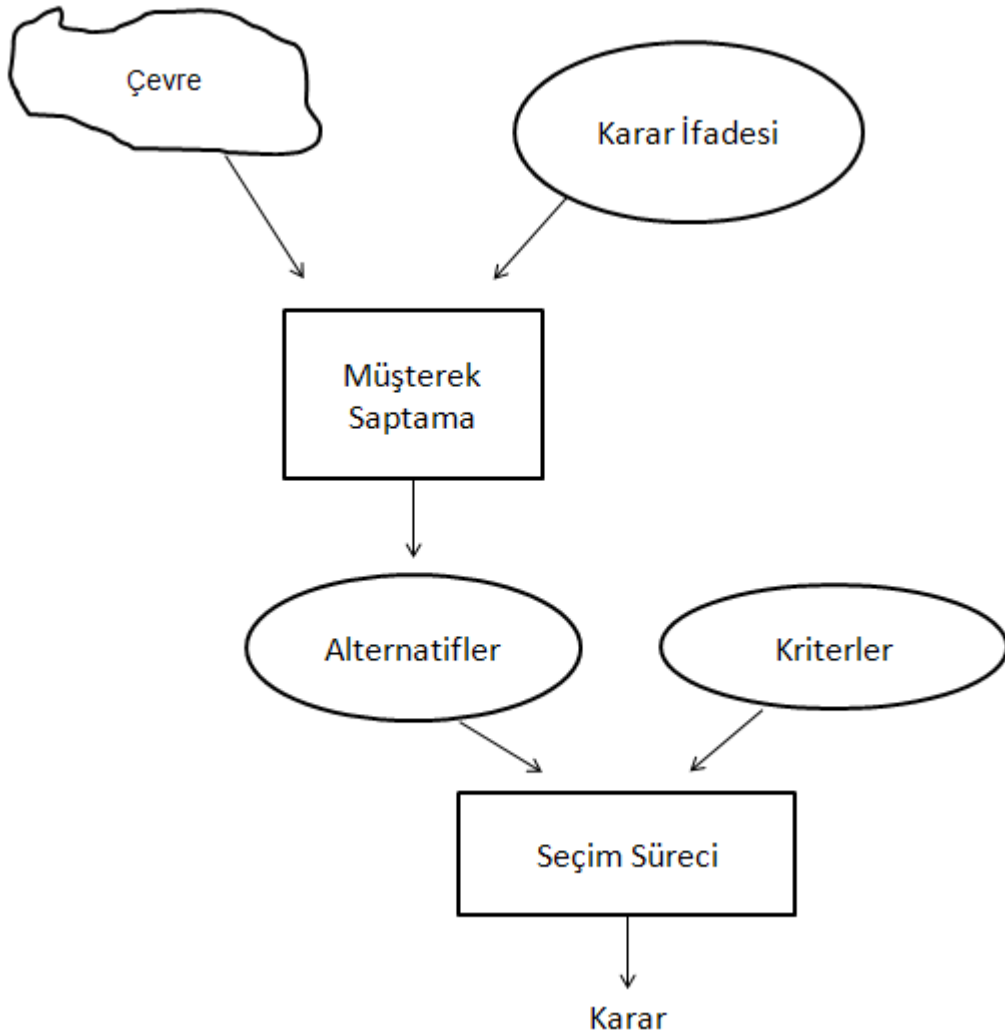 Çevre
Karar İfadesi
Müşterek
Saptama
Alternatifler
Kriterler
Seçim Süreci
Karar